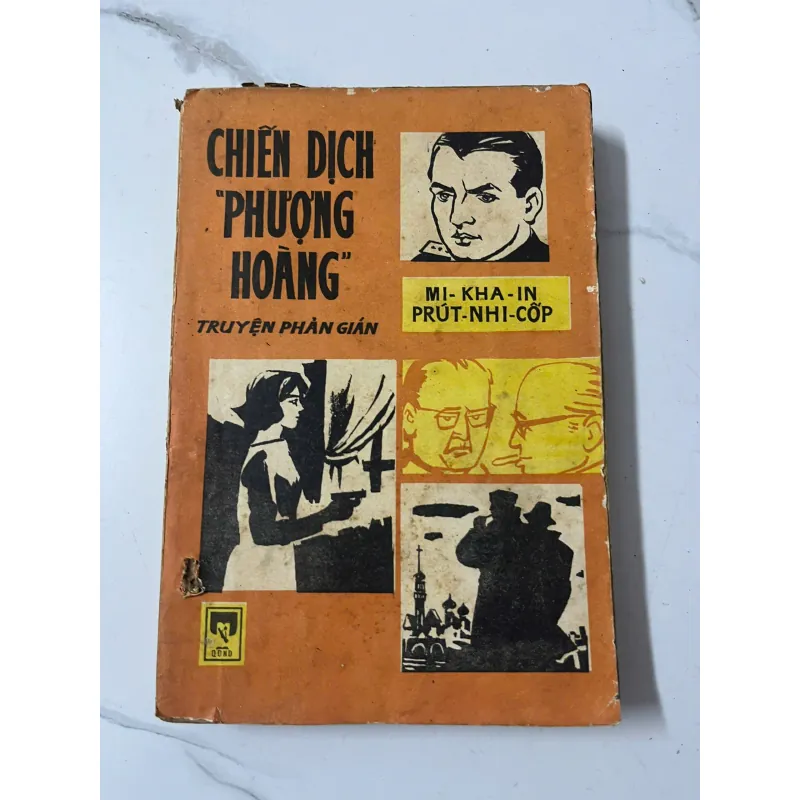 CHIẾN DỊCH
"PHƯỢNG
HOÀNG"
TRUYỆN PHẢN GIÁN
MI-KHA-IN
PRÚT-NHI-CỐP
QĐND